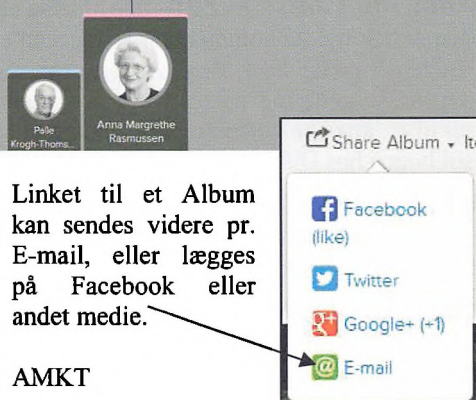 Palle
Krogh-Thoms...
Anna Margrethe
Rasmussen
Linket til et Album
kan sendes videre pr.
E-mail, eller lægges
på Facebook eller
andet medie.
AMKT
Share Album
Facebook
(like)
Twitter
Google+ (+1)
E-mail